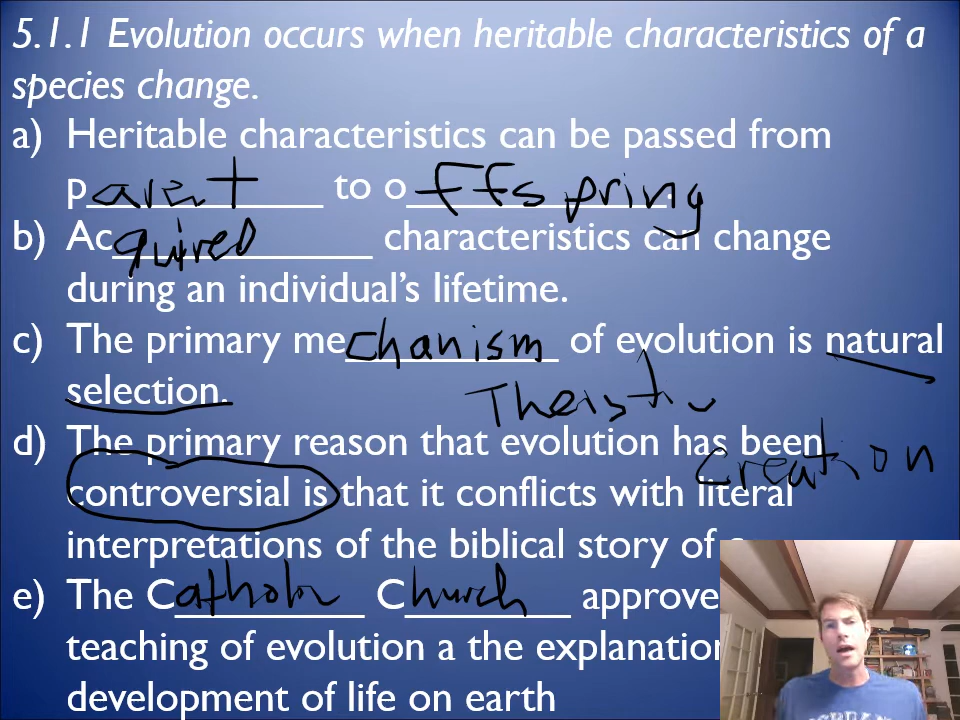 5.1.1 Evolution occurs when heritable characteristics of a
species change.
a) Heritable characteristics can be passed from
parent to offspring.
b) Acquired characteristics can change
during an individual's lifetime.
c) The primary mechanism of evolution is natural
selection.
Theistic
d) The primary reason that evolution has been
creation
controversial is that it conflicts with literal
interpretations of the biblical story of
e) The Catholic Church approve
teaching of evolution a the explanation
development of life on earth